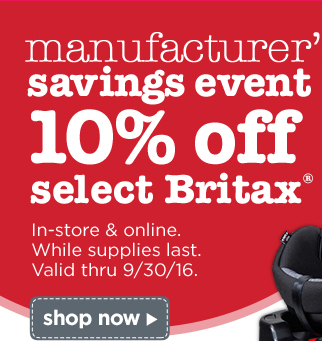 manufacturer'
savings event
10% off
select Britax®
In-store & online.
While supplies last.
Valid thru 9/30/16.
shop now ▶